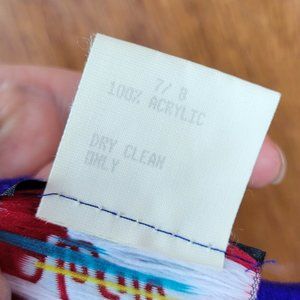 7/ 8
100% ACRYLIC
DRY CLEAN
ONLY